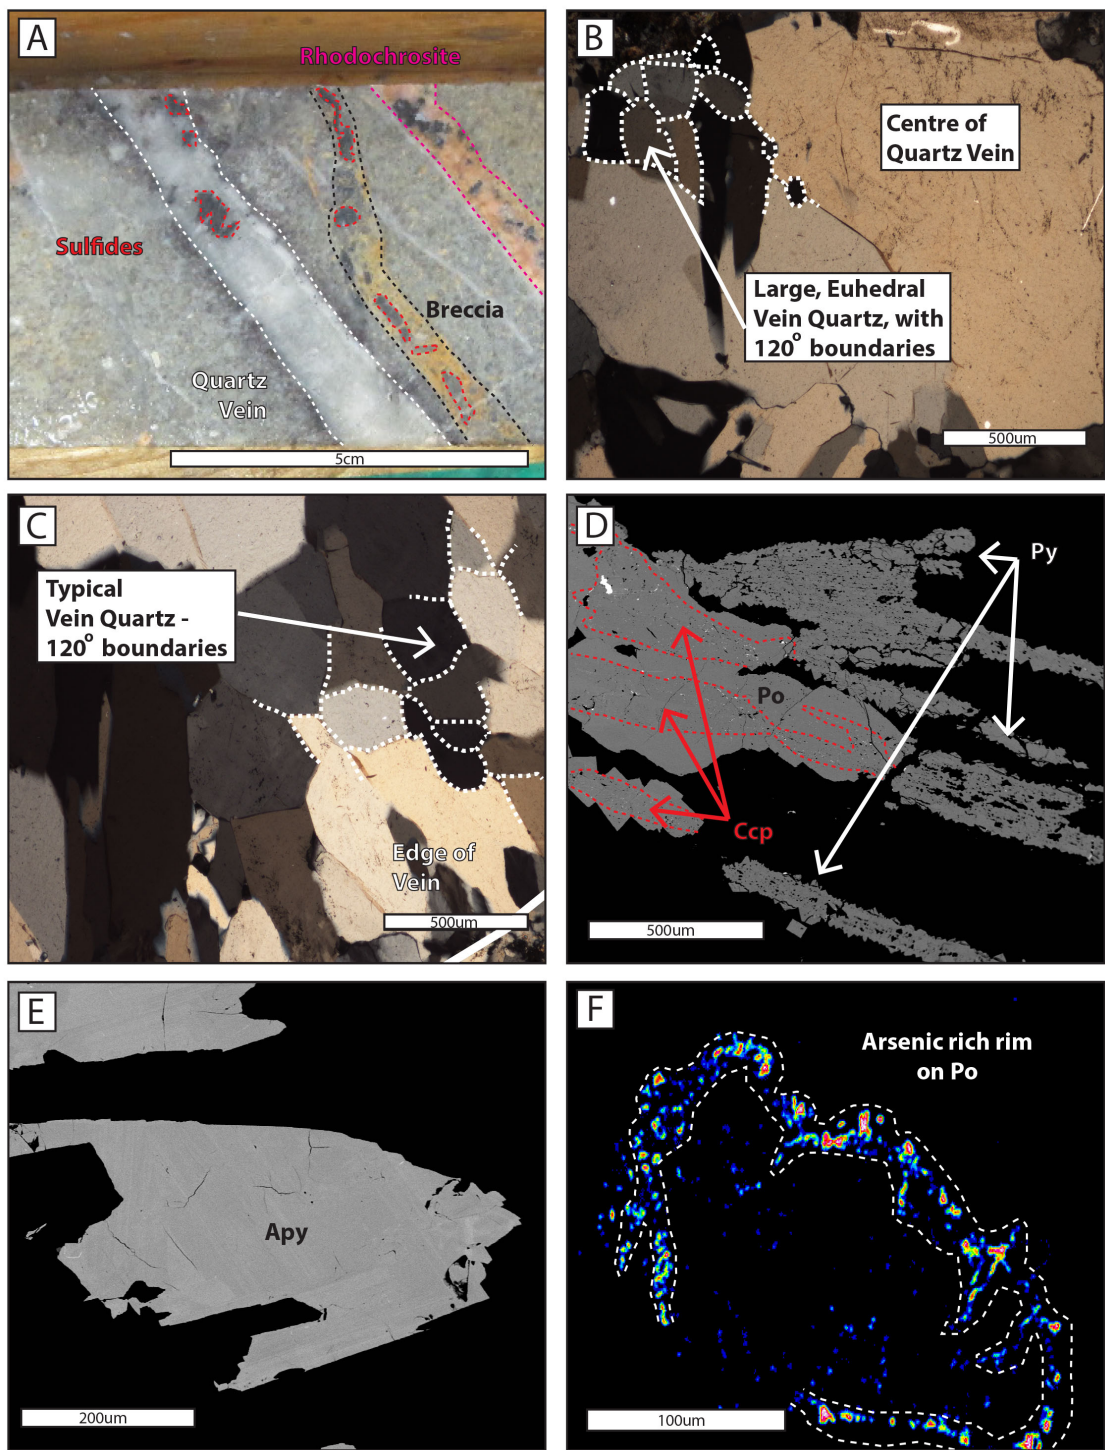 A
Rhodochrosite
Sulfides
Breccia
Quartz
Vein
5cm
B
Centre of
Quartz Vein
Large, Euhedral
Vein Quartz, with
120° boundaries
500um
C
Typical
Vein Quartz -
120° boundaries
Edge of
Vein
500um
D
Py
Po
Ccp
500um
E
Apy
200um
F
Arsenic rich rim
on Po
100um